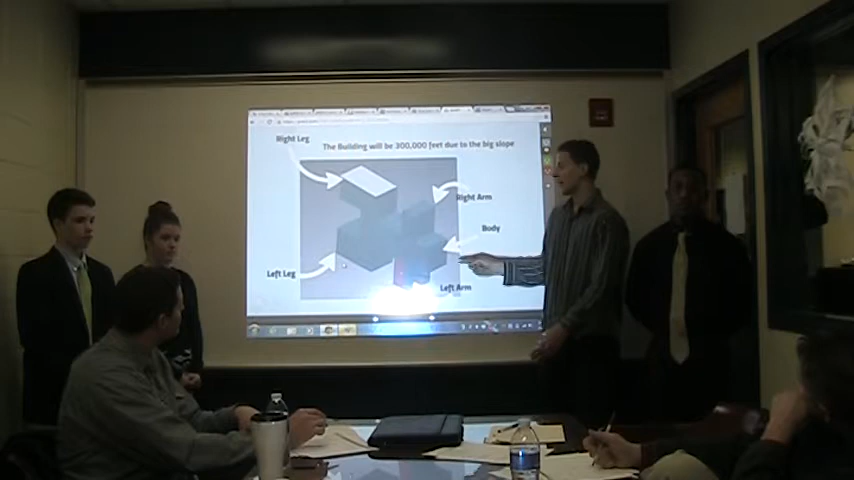 Right Leg
The Building will be 300,000 feet due to the big slope
Right Arm
Body
Left Leg
Left Arm